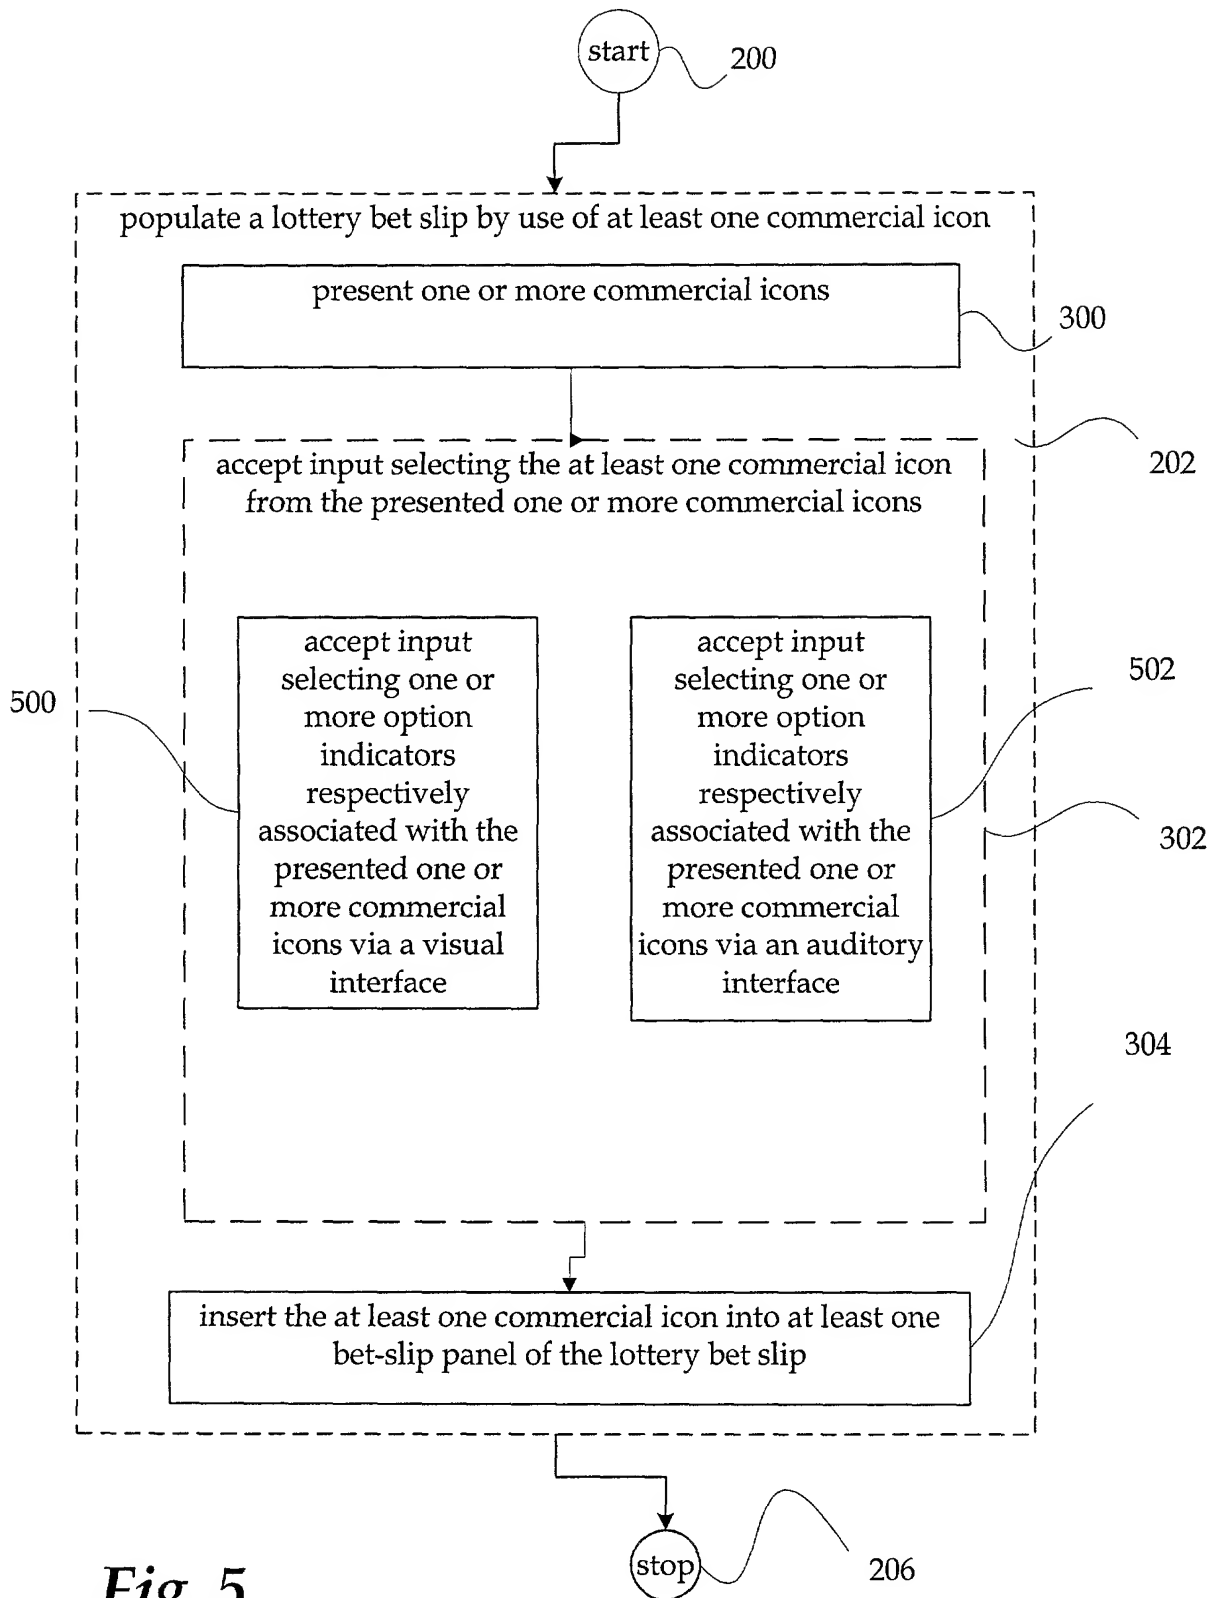 start
200
populate a lottery bet slip by use of at least one commercial icon
present one or more commercial icons
300
202
accept input selecting the at least one commercial icon
from the presented one or more commercial icons
500
accept input
selecting one or
more option
indicators
respectively
associated with the
presented one or
more commercial
icons via a visual
interface
accept input
selecting one or
more option
indicators
respectively
associated with the
presented one or
more commercial
icons via an auditory
interface
502
302
304
insert the at least one commercial icon into at least one
bet-slip panel of the lottery bet slip
stop
206
Fig. 5